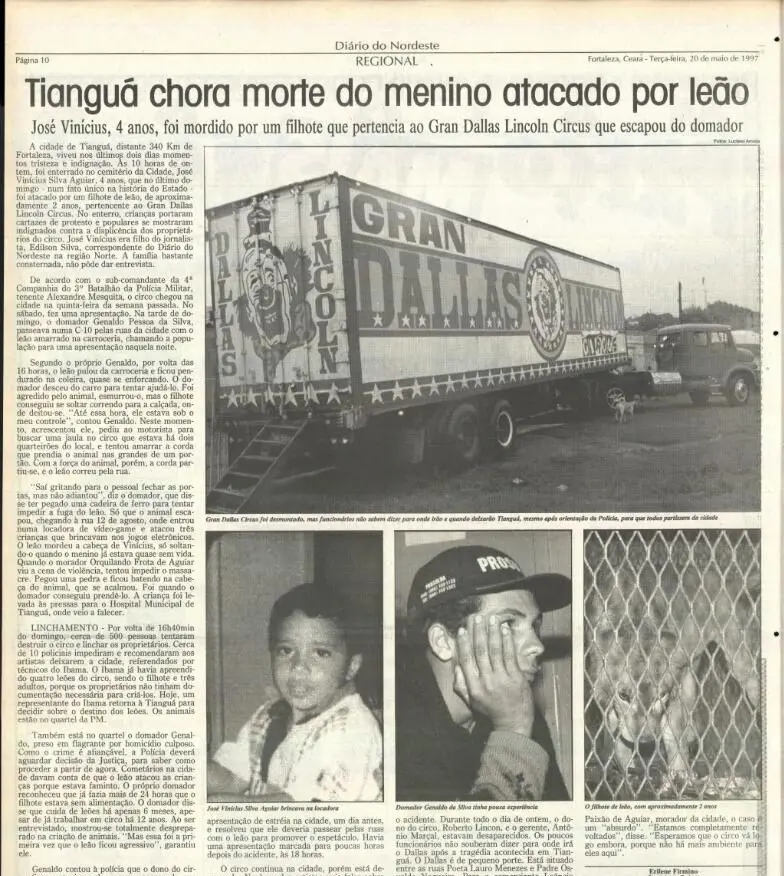 Diário do Nordeste
Página 10
REGIONAL
Fortaleza, Ceará - Terça-feira, 20 de maio de 1997
Tianguá chora morte do menino atacado por leão
José Vinícius, 4 anos, foi mordido por um filhote que pertencia ao Gran Dallas Lincoln Circus que escapou do domador
A cidade de Tianguá, distante 340 Km de
Fortaleza, viveu nos últimos dois dias momen-
tos tristeza e indignação. Às 10 horas de on-
tem, foi enterrado no cemitério da Cidade, José
Vinícius Silva Aguiar, 4 anos, que no último do-
mingo - num fato único na história do Estado -
foi atacado por um filhote de leão, de aproxima-
damente 2 anos, pertencente ao Gran Dallas
Lincoln Circus. No enterro, crianças portaram
cartazes de protesto e populares se mostraram
indignados contra a displicência dos proprietá-
rios do circo. José Vinícius era filho do jornalis-
ta, Edilson Silva, correspondente do Diário do
Nordeste na região Norte. A família bastante
consternada, não pôde dar entrevista.
De acordo com o sub-comandante da 4ª
Companhia do 3º Batalhão da Polícia Militar,
tenente Alexandre Mesquita, o circo chegou na
cidade na quinta-feira da semana passada. No
sábado, fez uma apresentação. Na tarde de do-
mingo, o domador Genaldo Pessoa da Silva,
passeava numa C-10 pelas ruas da cidade com o
leão amarrado na carroceria, chamando a popu-
lação para uma apresentação naquela noite.
Segundo o próprio Genaldo, por volta das
16 horas, o leão pulou da carroceria e ficou pen-
durado na coleira, quase se enforcando. O do-
mador desceu do carro para tentar ajudá-lo. Foi
agredido pelo animal, esmurrou-o, mas o filhote
conseguiu se soltar correndo para a calçada, on-
de deitou-se. "Até essa hora, ele estava sob o
meu controle", contou Genaldo. Neste momen-
to, acrescentou ele, pediu ao motorista para
buscar uma jaula no circo que estava há dois
quarteirões do local, e tentou amarrar a corda
que prendia o animal nas grandes de um por-
tão. Com a força do animal, porém, a corda par-
tiu-se, e o leão correu pela rua.
"Saí gritando para o pessoal fechar as por-
tas, mas não adiantou", diz o domador, que dis-
se ter pegado uma cadeira de ferro para tentar
impedir a fuga do leão. Só que o animal esca-
pou, chegando à rua 12 de agosto, onde entrou
numa locadora de vídeo-game e atacou três
crianças que brincavam nos jogos eletrônicos.
O leão mordeu a cabeça de Vinícius, só soltan-
do-o quando o menino já estava quase sem vida.
Quando o morador Orquilando Frota de Aguiar
viu a cena de violência, tentou impedir o massa-
cre. Pegou uma pedra e ficou batendo na cabe-
ça do animal, que se acalmou. Foi quando o
domador conseguiu prendê-lo. A criança foi le-
vada às pressas para o Hospital Municipal de
Tianguá, onde veio a falecer.
LINCHAMENTO - Por volta de 16h40min
do domingo, cerca de 500 pessoas tentaram
destruir o circo e linchar os proprietários. Cerca
de 10 policiais impediram e recomendaram aos
artistas deixarem a cidade, referendados por
técnicos do Ibama. O Ibama já havia apreendi-
do quatro leões do circo, sendo o filhote e três
adultos, porque os proprietários não tinham do-
cumentação necessária para criá-los. Hoje, um
representante do Ibama retorna à Tianguá para
decidir sobre o destino dos leões. Os animais
estão no quartel da PM.
Também está no quartel o domador Genal-
do, preso em flagrante por homicídio culposo.
Como o crime é afiançável, a Polícia deverá
aguardar decisão da Justiça, para saber como
proceder a partir de agora. Cometários na cida-
de davam conta de que o leão atacou as crian-
ças porque estava faminto. O próprio domador
reconheceu que já fazia mais de 24 horas que o
filhote estava sem alimentação. O domador dis-
se que cuida de leões há apenas 6 meses, ape-
sar de já trabalhar em circo há 12 anos. Ao ser
entrevistado, mostrou-se totalmente despreppa-
rado na criação de animais. "Mas essa foi a pri-
meira vez que o leão ficou agressivo", garantiu
ele.
Genaldo contou à polícia que o dono do cir-
DALLAS
LINCOLN
GRAN
DALLAS
Gran Dallas Circus foi desmontado, mas funcionários não sabem dizer para onde irão e quando deixarão Tianguá, mesmo após orientação da Polícia, para que todos partissem da cidade
José Vinícius Silva Aguiar brincava na locadora
Domador Genaldo da Silva tinha pouca experiência
O filhote de leão, com aproximadamente 2 anos
apresentação de estréia na cidade, um dia antes,
e resolveu que ele deveria passear pelas ruas
com o leão para promover o espetáculo. Havia
uma apresentação marcada para poucas horas
depois do acidente, às 18 horas.
O circo continua na cidade, porém está de-
o acidente. Durante todo o dia de ontem, o do-
no do circo, Roberto Lincon, e o gerente, Antô-
nio Marçal, estavam desaparecidos. Os poucos
funcionários não souberam dizer para onde irá
o Dallas após a tragédia acontecida em Tian-
guá. O Dallas é de pequeno porte. Está situado
entre as ruas Poeta Lauro Menezes e Padre Os-
Paixão de Aguiar, morador da cidade, o caso é
um "absurdo". "Estamos completamente re-
voltados", disse. "Esperamos que o circo vá lo-
go embora, porque não há mais ambiente para
eles aqui".
Erilene Firmino